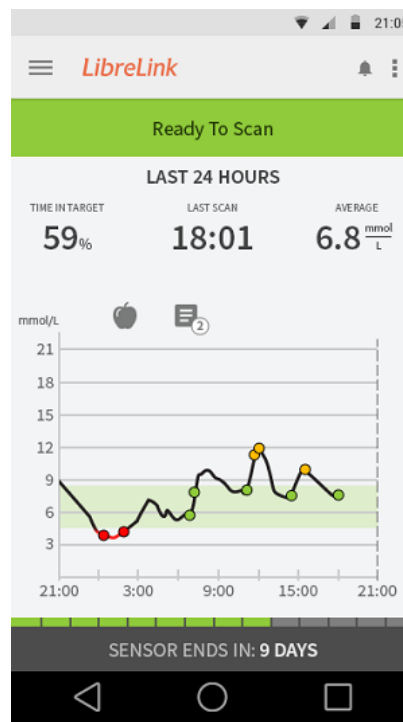 21:0
LibreLink
Ready To Scan
LAST 24 HOURS
TIME IN TARGET LAST SCAN AVERAGE
59% 18:01 6.8 mmol/L
mmol/L
2
21
18
15
12
9
6
3
21:00 3:00 9:00 15:00 21:00
SENSOR ENDS IN: 9 DAYS